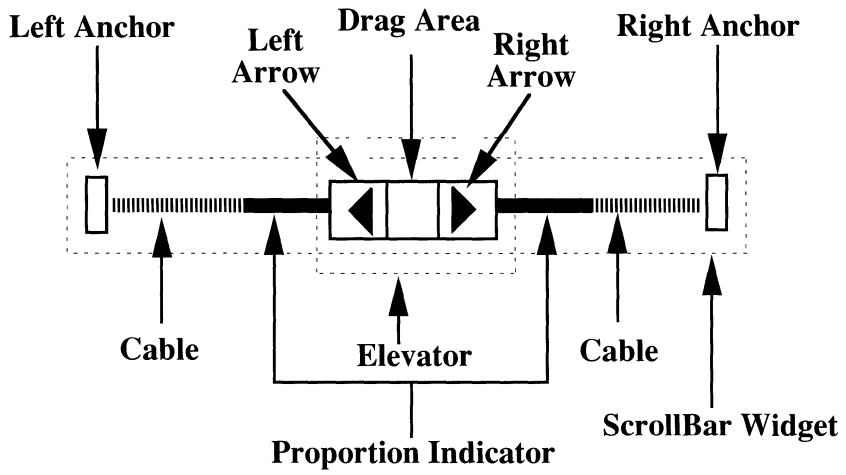 Left Anchor
Left
Arrow
Drag Area
Right
Arrow
Right Anchor
Cable
Elevator
Cable
Proportion Indicator
ScrollBar Widget